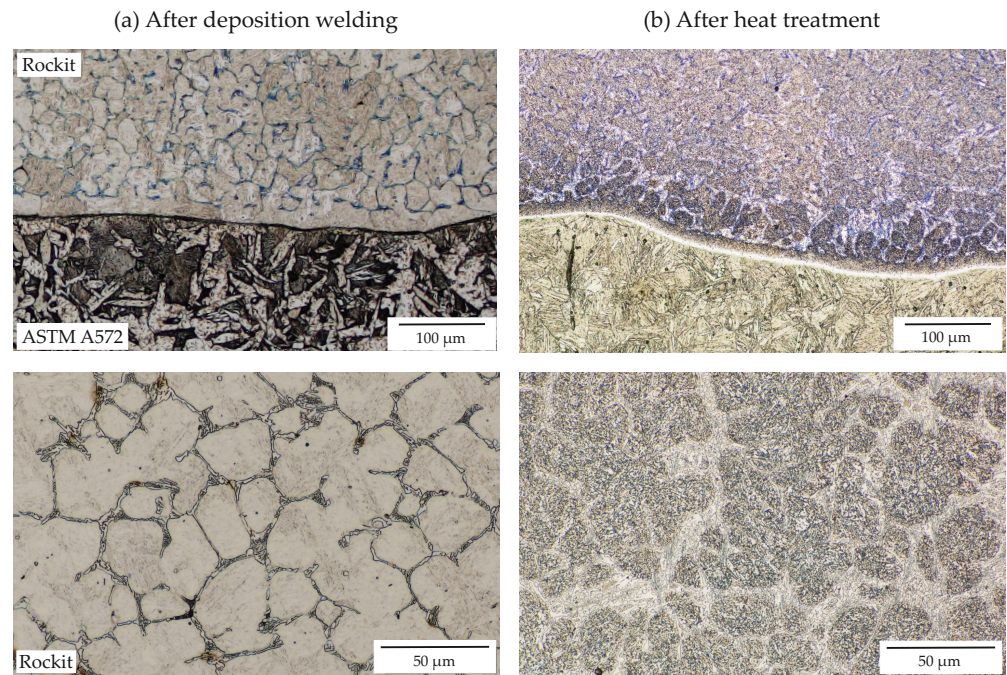 (a) After deposition welding
(b) After heat treatment
Rockit
ASTM A572
100 µm
100 µm
Rockit
50 µm
50 µm